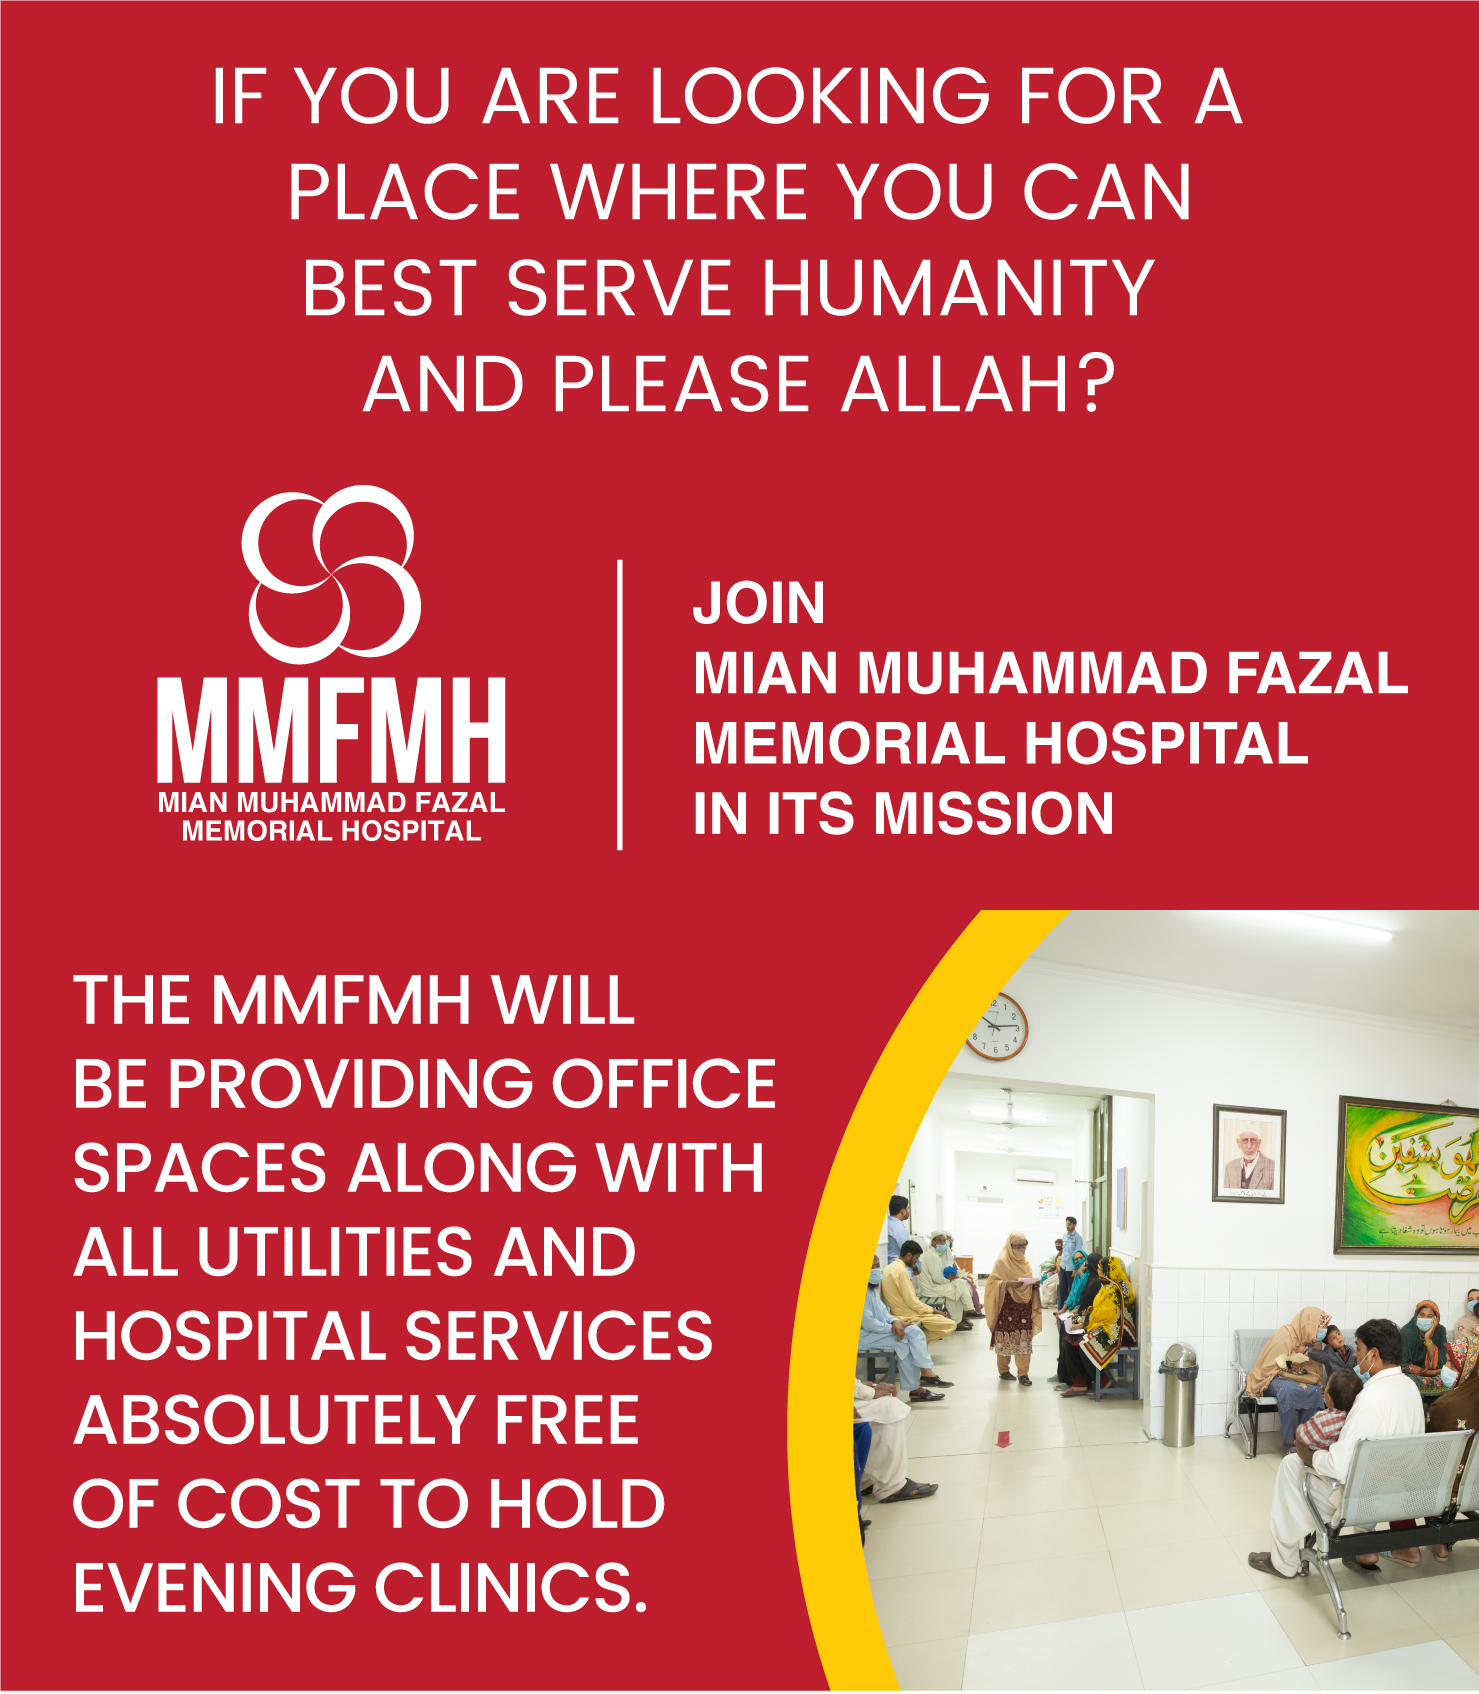 IF YOU ARE LOOKING FOR A
PLACE WHERE YOU CAN
BEST SERVE HUMANITY
AND PLEASE ALLAH?
MMFMH
MIAN MUHAMMAD FAZAL
MEMORIAL HOSPITAL
JOIN
MIAN MUHAMMAD FAZAL
MEMORIAL HOSPITAL
IN ITS MISSION
THE MMFMH WILL
BE PROVIDING OFFICE
SPACES ALONG WITH
ALL UTILITIES AND
HOSPITAL SERVICES
ABSOLUTELY FREE
OF COST TO HOLD
EVENING CLINICS.